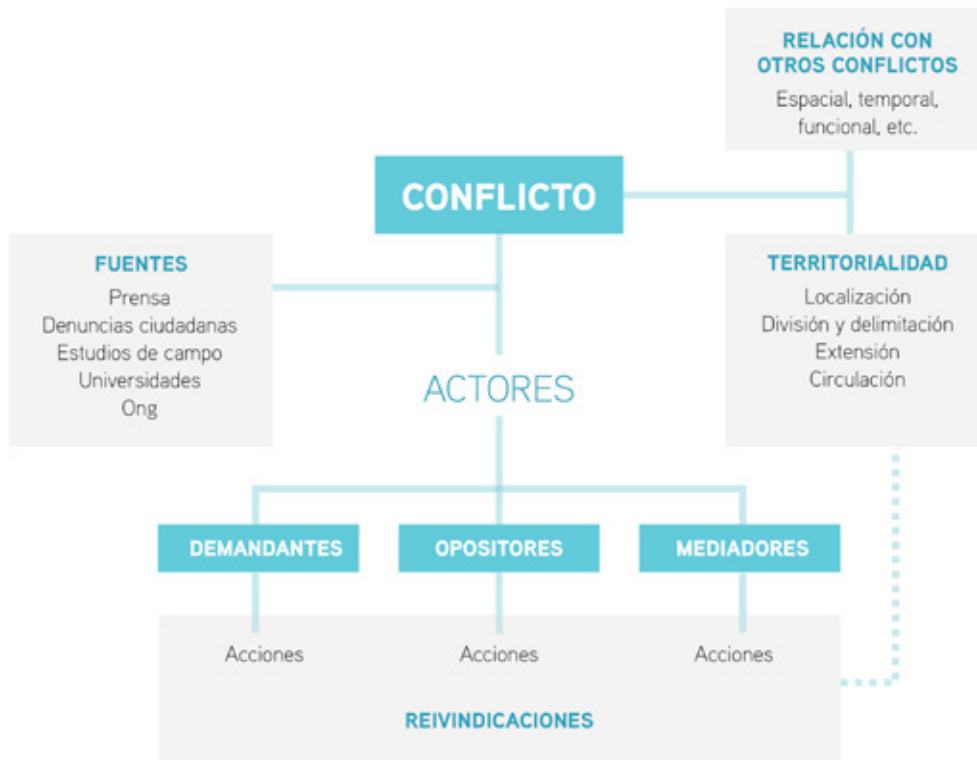 RELACIÓN CON
OTROS CONFLICTOS
Espacial, temporal,
funcional, etc.
CONFLICTO
FUENTES
Prensa
Denuncias ciudadanas
Estudios de campo
Universidades
Ong
TERRITORIALIDAD
Localización
División y delimitación
Extensión
Circulación
ACTORES
DEMANDANTES
OPOSITORES
MEDIADORES
Acciones
Acciones
Acciones
REIVINDICACIONES